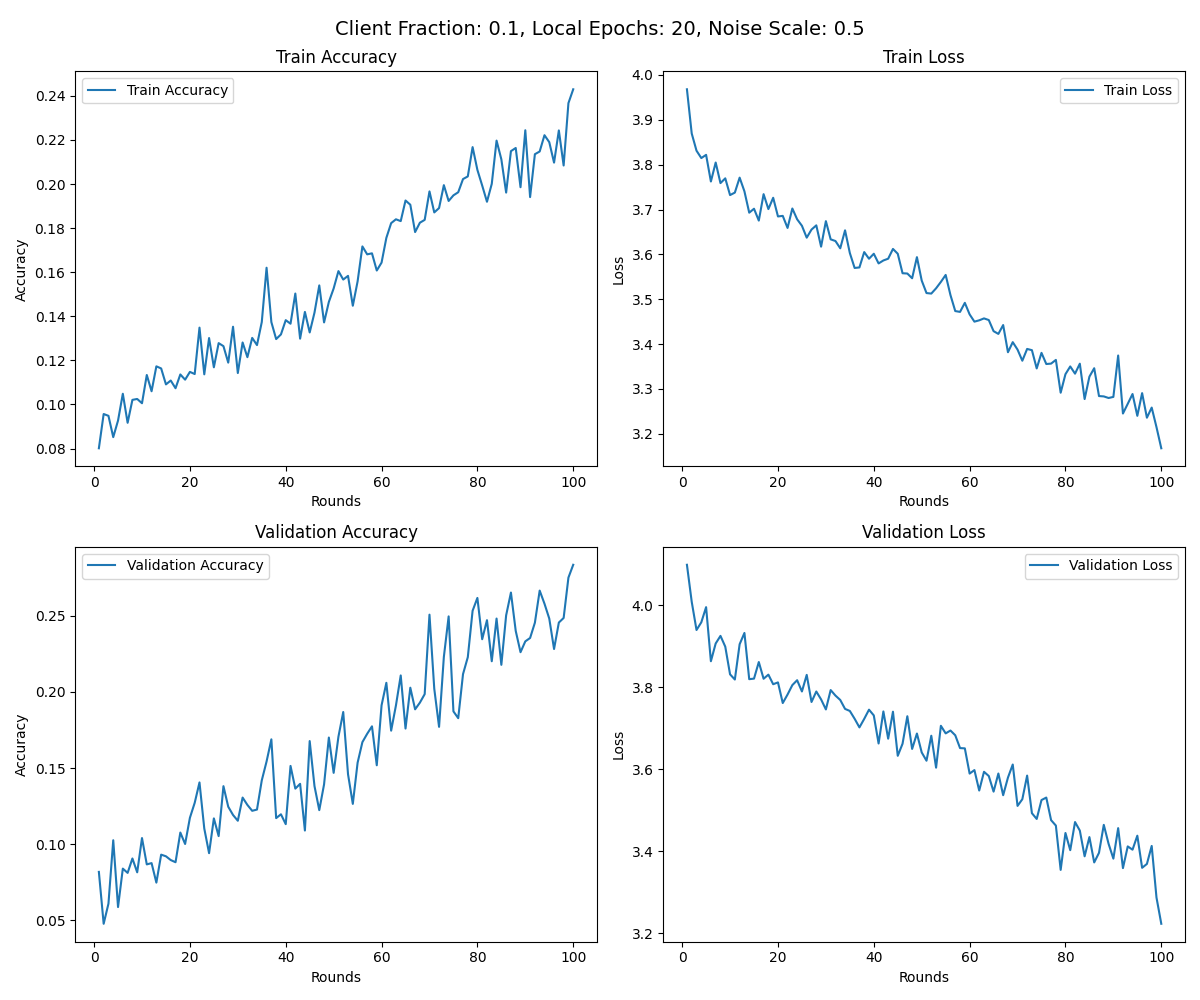 Client Fraction: 0.1, Local Epochs: 20, Noise Scale: 0.5
Train Accuracy
Train Accuracy
Accuracy
0.24
0.22
0.20
0.18
0.16
0.14
0.12
0.10
0.08
0 20 40 60 80 100
Rounds
Train Loss
Train Loss
Loss
4.0
3.9
3.8
3.7
3.6
3.5
3.4
3.3
3.2
0 20 40 60 80 100
Rounds
Validation Accuracy
Validation Accuracy
Accuracy
0.25
0.20
0.15
0.10
0.05
0 20 40 60 80 100
Rounds
Validation Loss
Validation Loss
Loss
4.0
3.8
3.6
3.4
3.2
0 20 40 60 80 100
Rounds